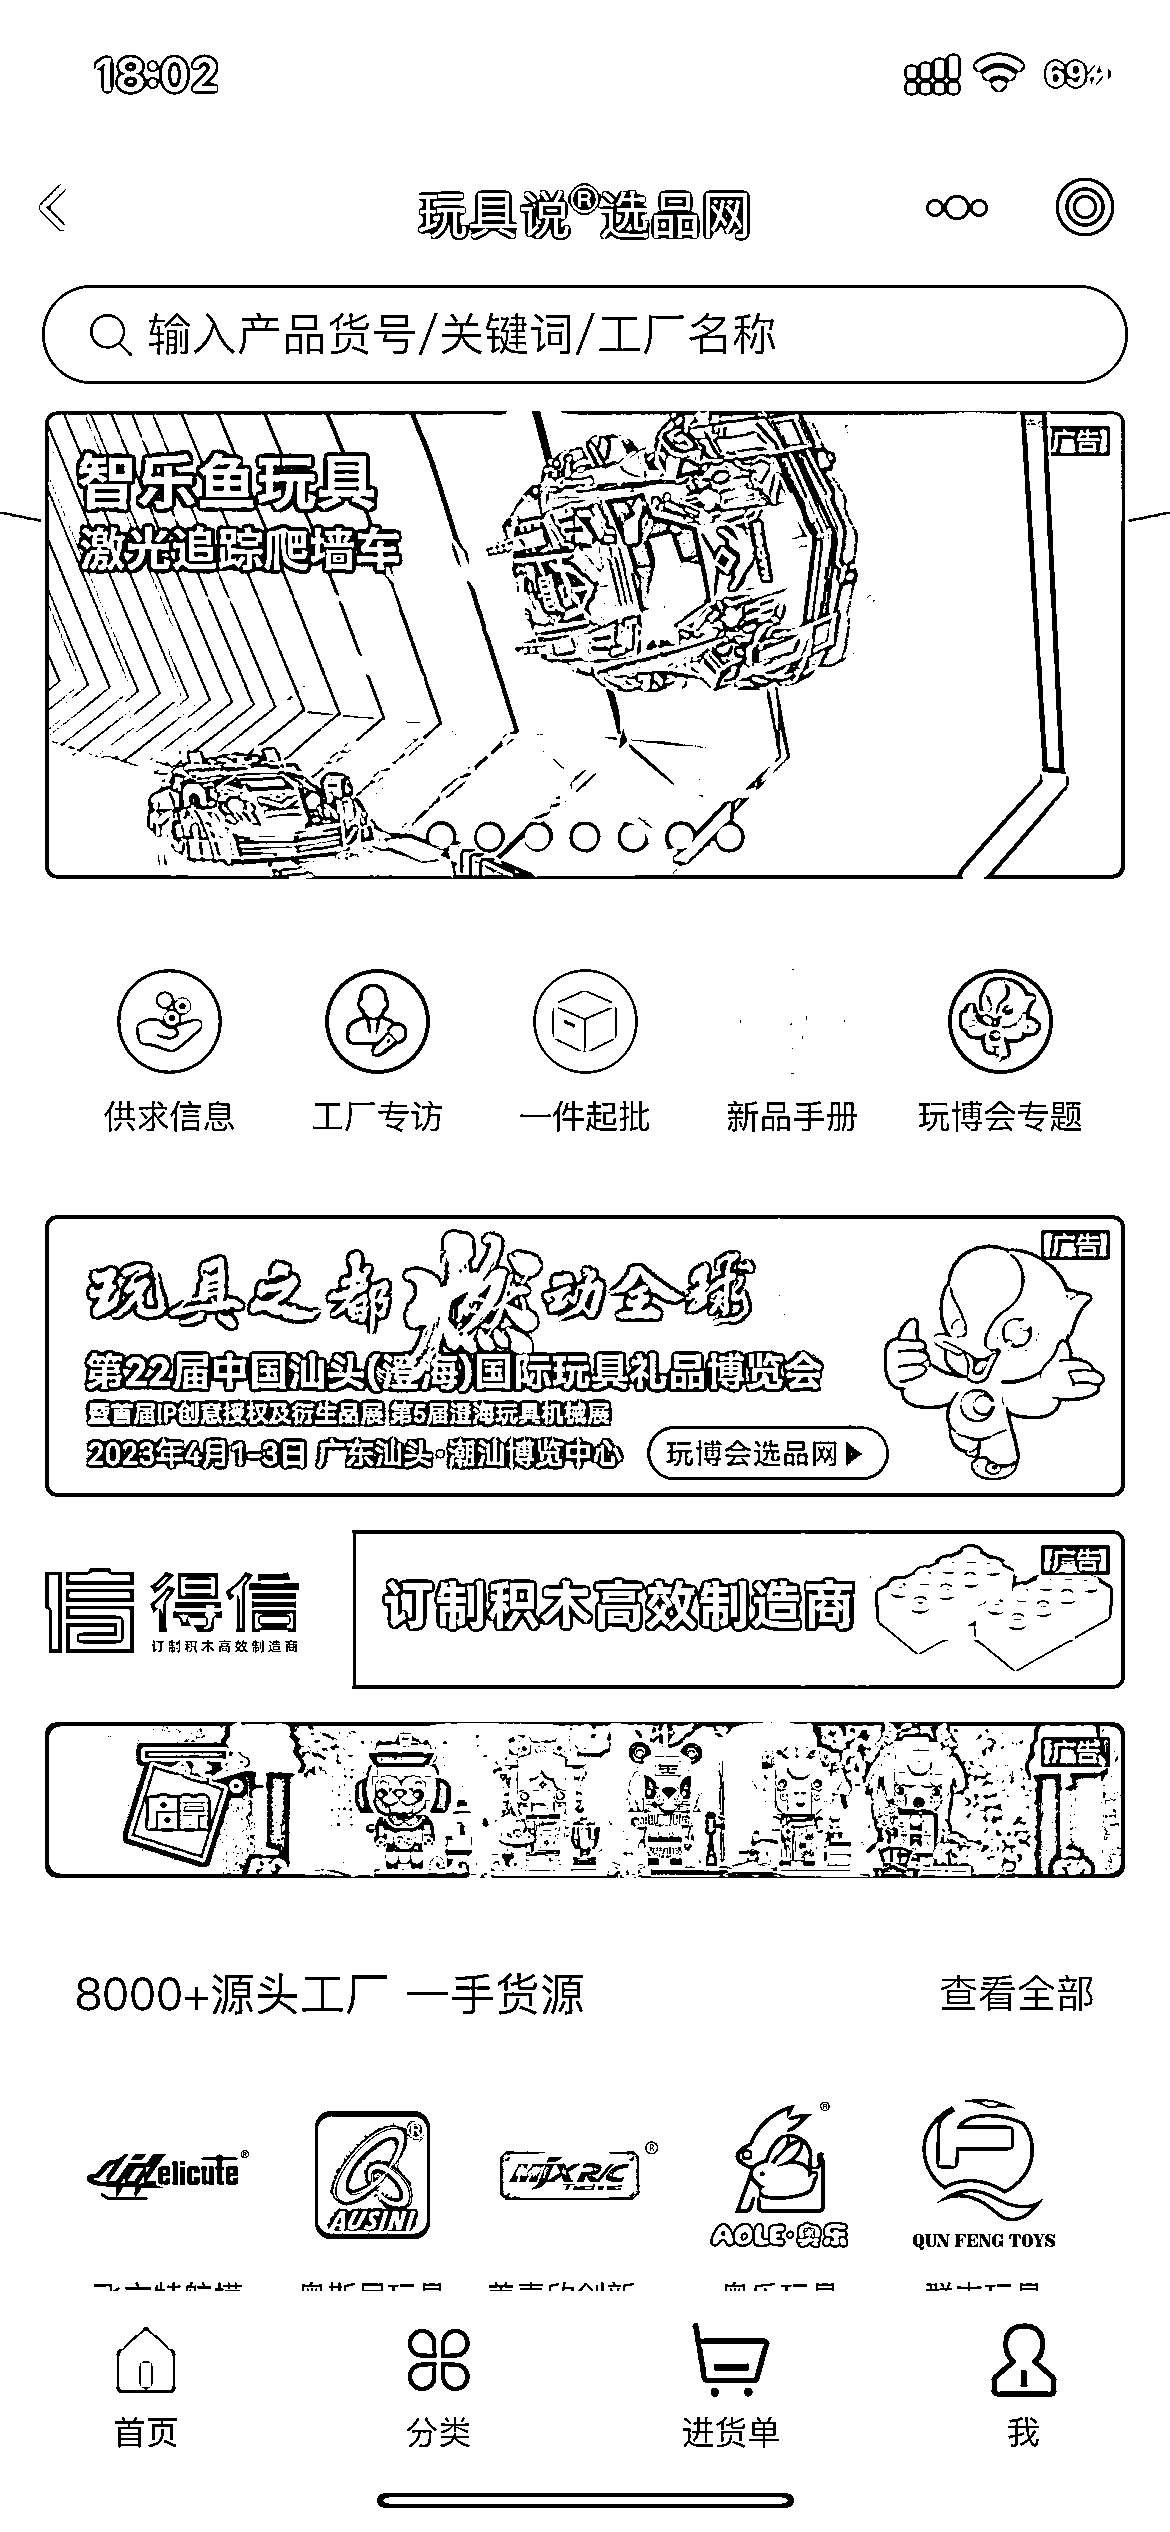 18:02
69
玩具说®选品网
输入产品货号/关键词/工厂名称
广告
智乐鱼玩具
激光追踪爬墙车
供求信息
工厂专访
一件起批
新品手册
玩博会专题
广告
玩具之都燃动全球
第22届中国汕头(澄海)国际玩具礼品博览会
暨首届IP创意授权及衍生品展 第5届澄海玩具机械展
2023年4月1-3日 广东汕头·潮汕博览中心
玩博会选品网
广告
得信
订制积木高效制造商
订制积木高效制造商
广告
8000+源头工厂 一手货源
查看全部
elicute®
AUSINI®
MJX R/C®
AOLE·奥乐®
QUN FENG TOYS
首页
分类
进货单
我